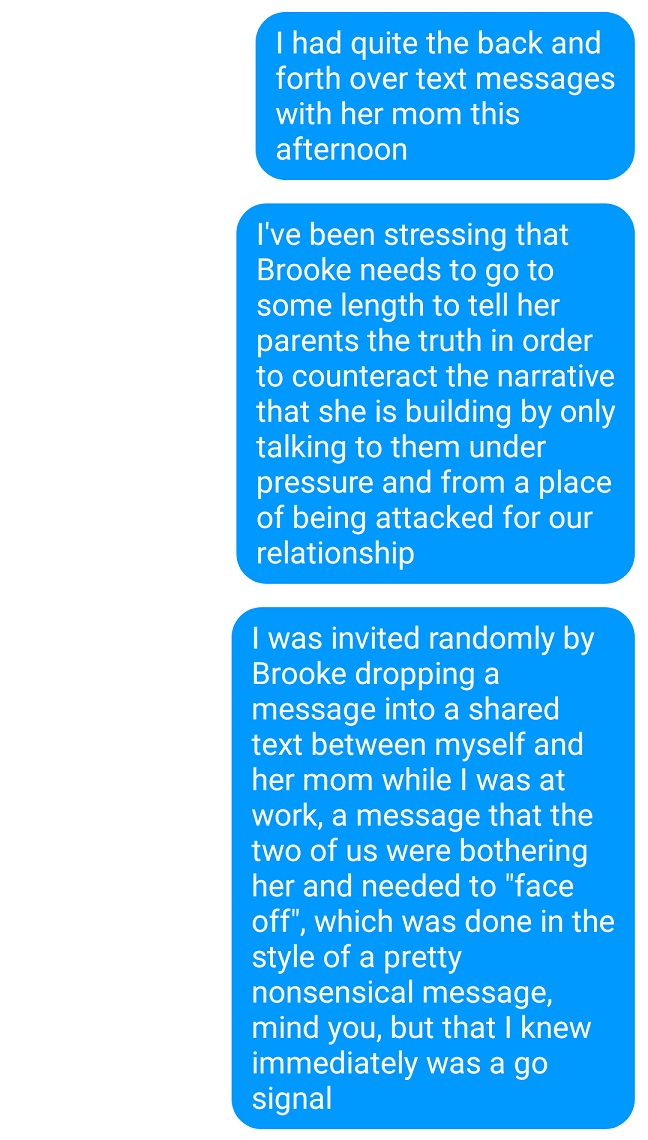 I had quite the back and
forth over text messages
with her mom this
afternoon
I've been stressing that
Brooke needs to go to
some length to tell her
parents the truth in order
to counteract the narrative
that she is building by only
talking to them under
pressure and from a place
of being attacked for our
relationship
I was invited randomly by
Brooke dropping a
message into a shared
text between myself and
her mom while I was at
work, a message that the
two of us were bothering
her and needed to "face
off", which was done in the
style of a pretty
nonsensical message,
mind you, but that I knew
immediately was a go
signal